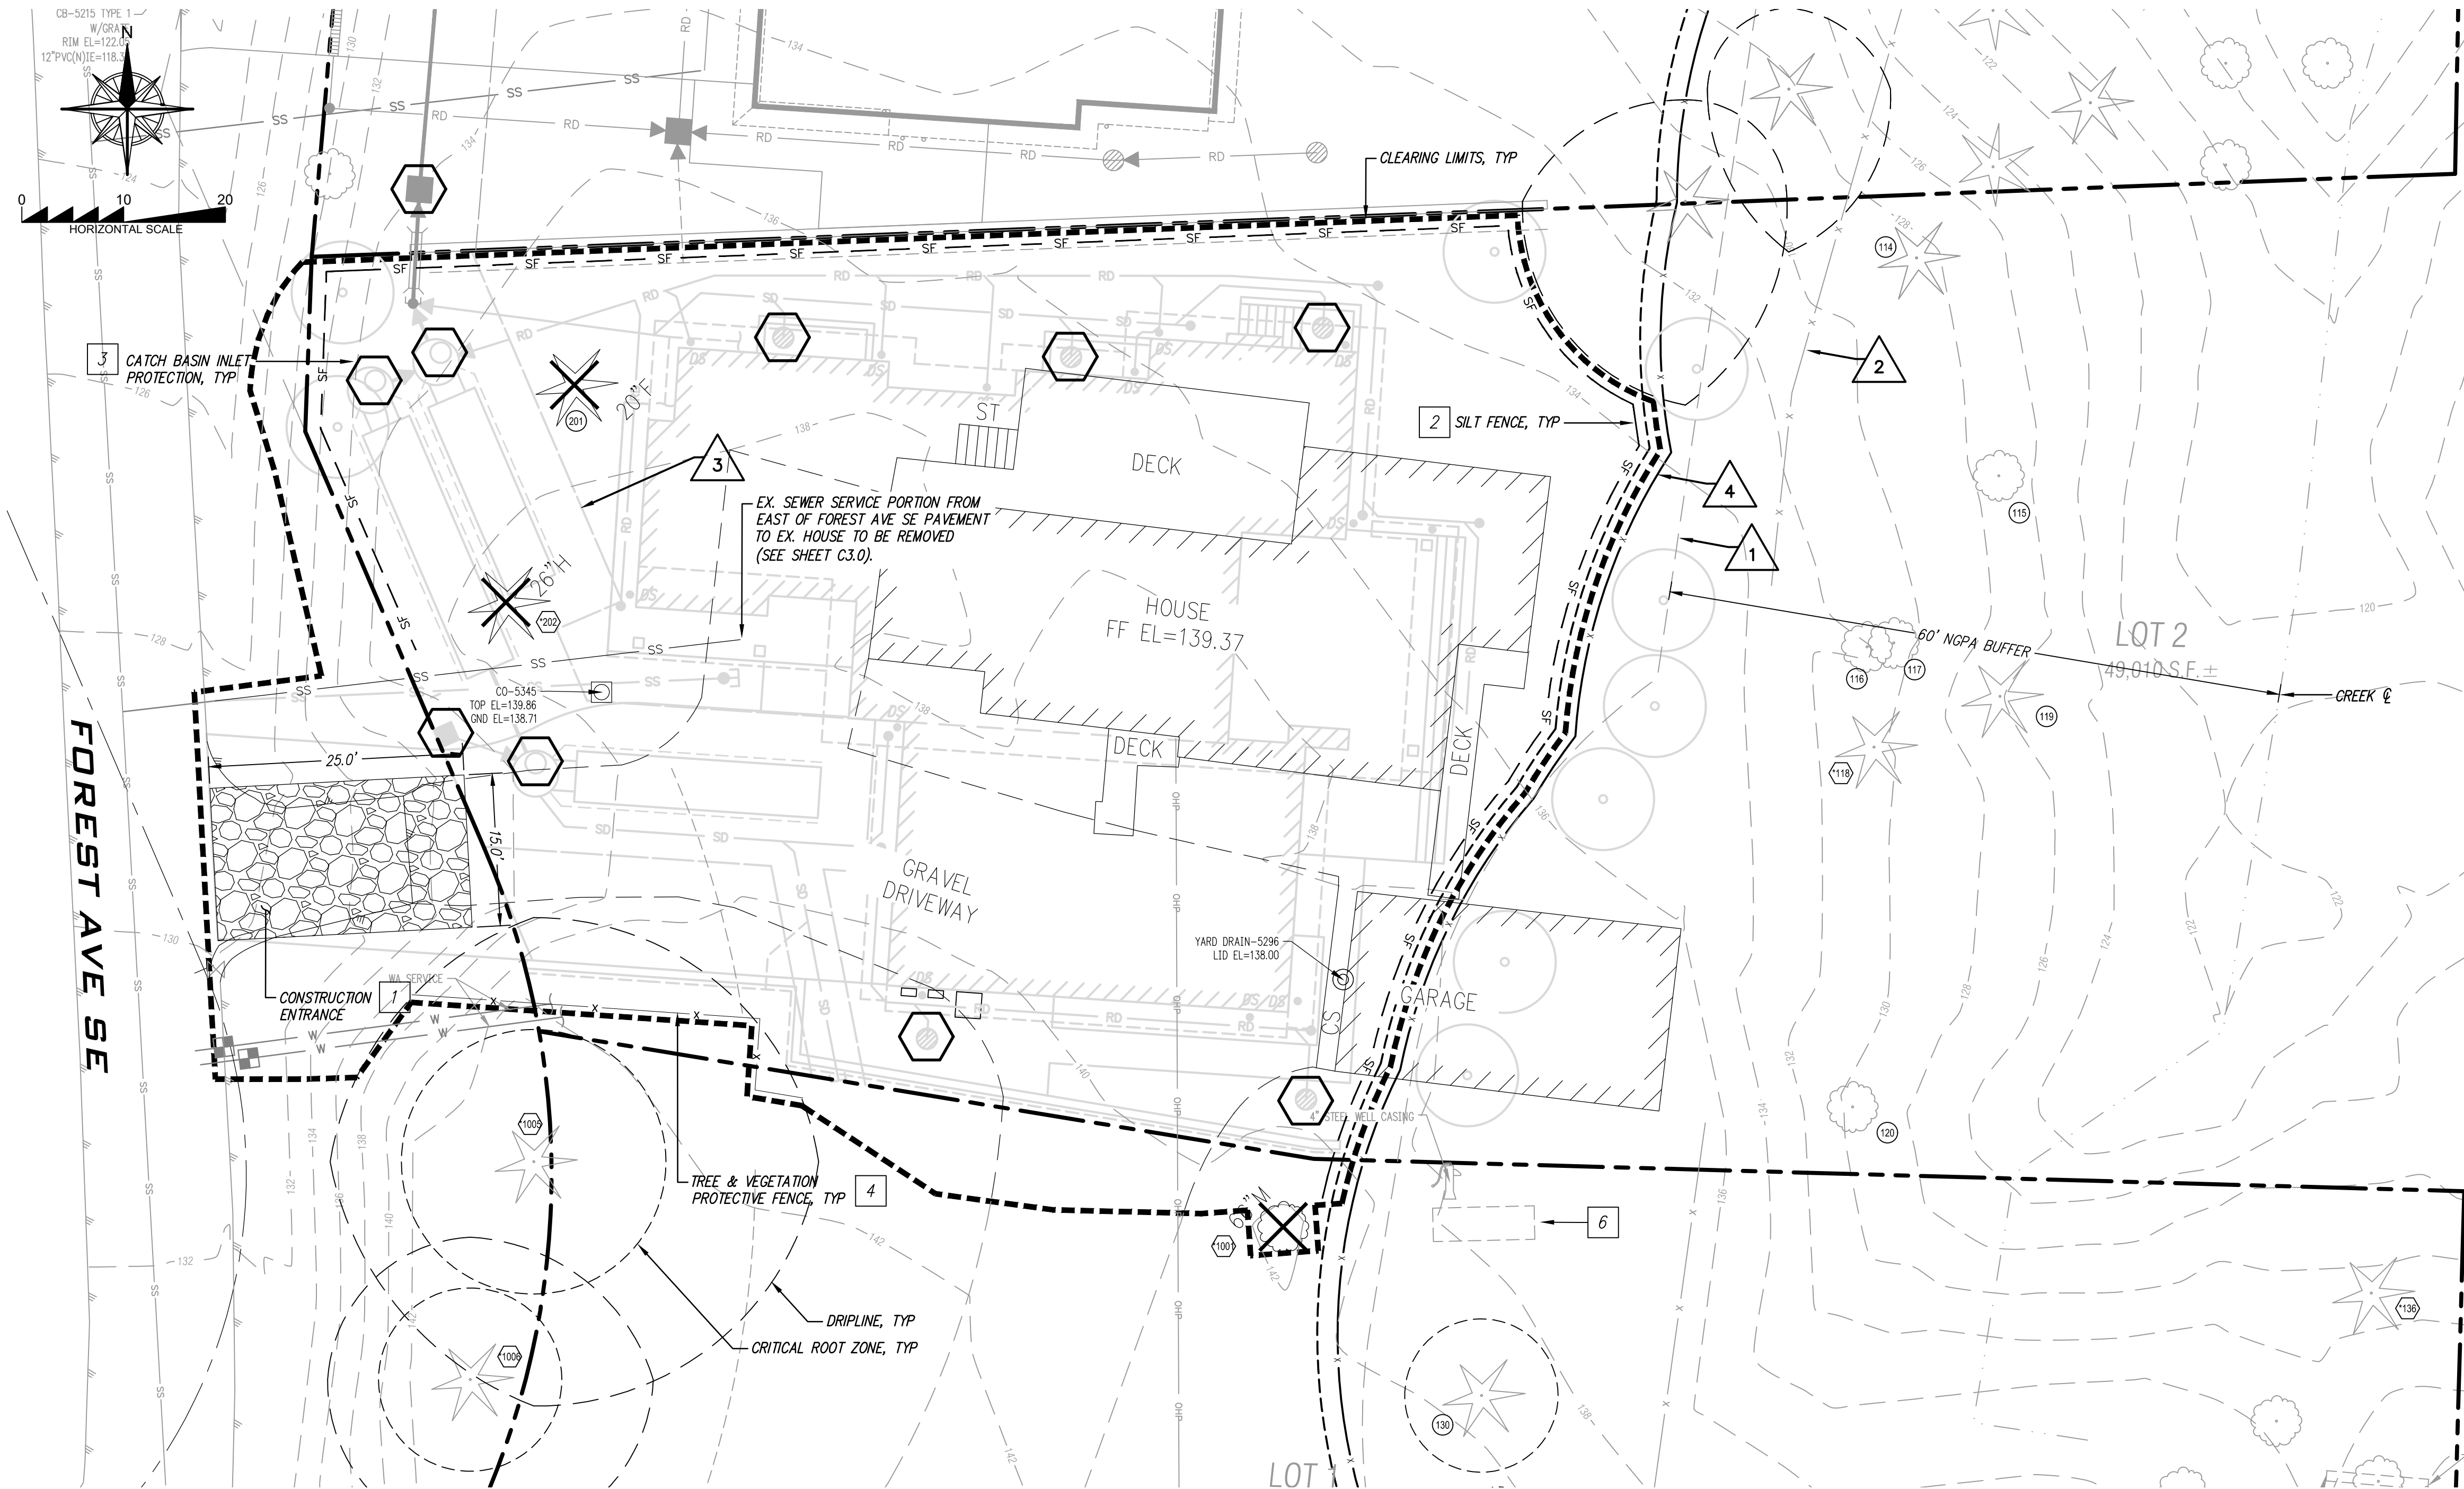 CB-5215 TYPE 1
W/GRATE
RIM EL=122.05
12"PVC(N)IE=118.3
N
0 10 20
HORIZONTAL SCALE
CLEARING LIMITS, TYP
3
CATCH BASIN INLET
PROTECTION, TYP
20"F
201
26"H
*202
3
2
SILT FENCE, TYP
2
4
1
ST
DECK
EX. SEWER SERVICE PORTION FROM
EAST OF FOREST AVE SE PAVEMENT
TO EX. HOUSE TO BE REMOVED
(SEE SHEET C3.0).
HOUSE
FF EL=139.37
60' NGPA BUFFER
LOT 2
49,010 S.F.±
CREEK ℄
114
115
116
117
*118
119
120
*136
130
CO-5345
TOP EL=139.86
GND EL=138.71
25.0'
15.0'
DECK
DECK
GRAVEL
DRIVEWAY
YARD DRAIN-5296
LID EL=138.00
GARAGE
CS
FOREST AVE SE
WA SERVICE
CONSTRUCTION
ENTRANCE
1
TREE & VEGETATION
PROTECTIVE FENCE, TYP
4
4" STEEL WELL CASING
6
*1005
*1006
*1001
DRIPLINE, TYP
CRITICAL ROOT ZONE, TYP
LOT 1